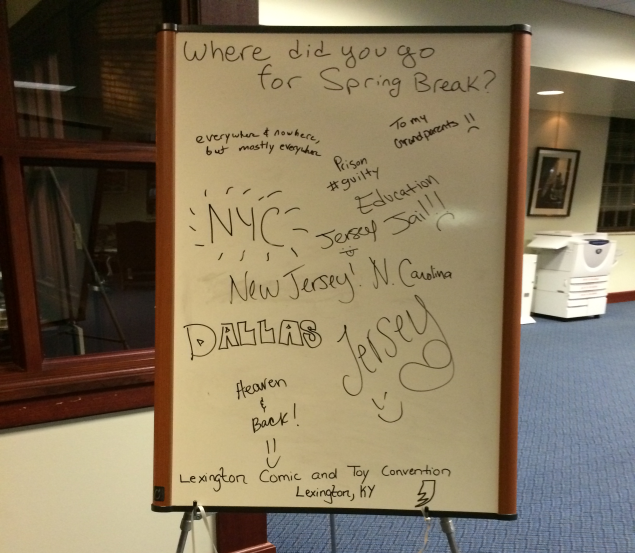 Where did you go
for Spring Break?
To my
Grandparents!!
everywhere & nowhere,
but mostly everywhere
Prison
#guilty
Education
NYC
Jersey Jail!!
New Jersey!
N. Carolina
DALLAS
Jersey
Heaven
&
Back!
Lexington Comic and Toy Convention
Lexington, KY